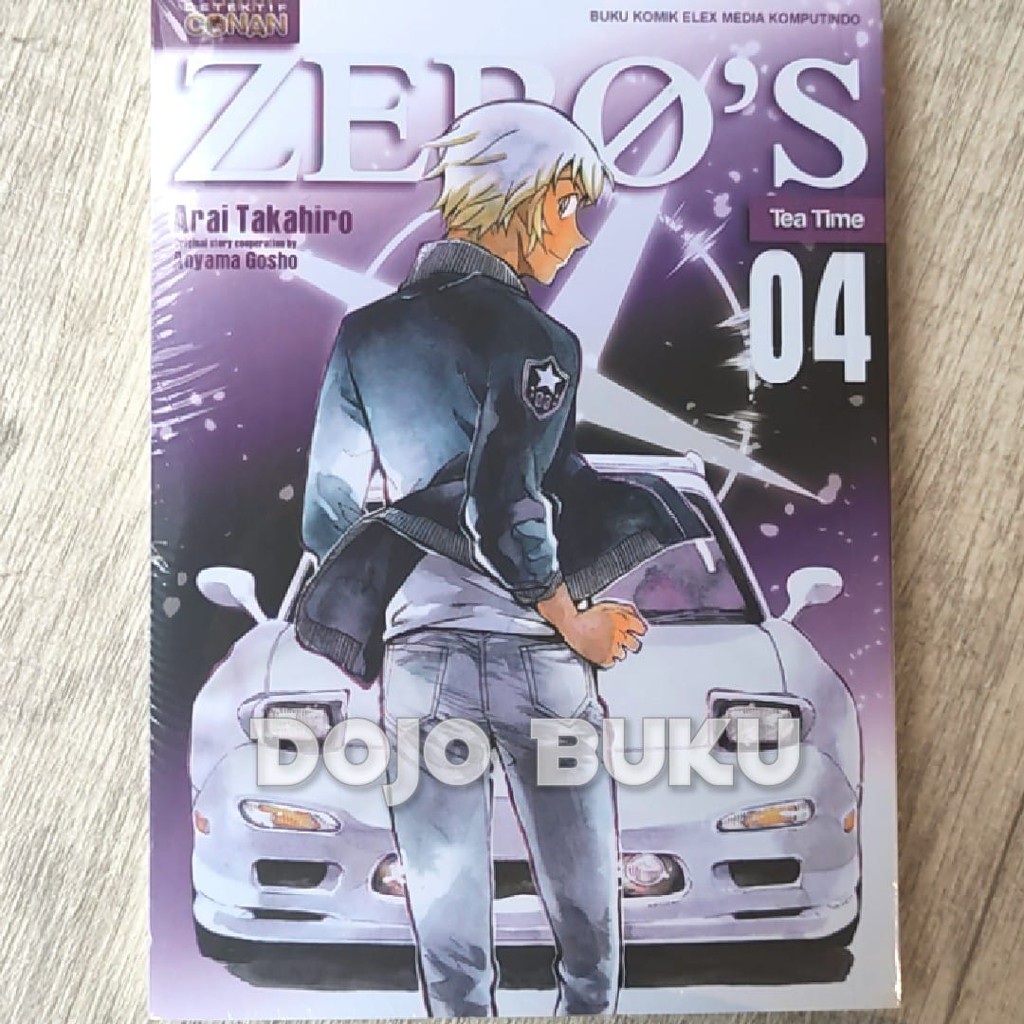 DETEKTIF
CONAN
BUKU KOMIK ELEX MEDIA KOMPUTINDO
ZERØ'S
Tea Time
Arai Takahiro
original story cooperation by
Aoyama Gosho
04
DOJO BUKU